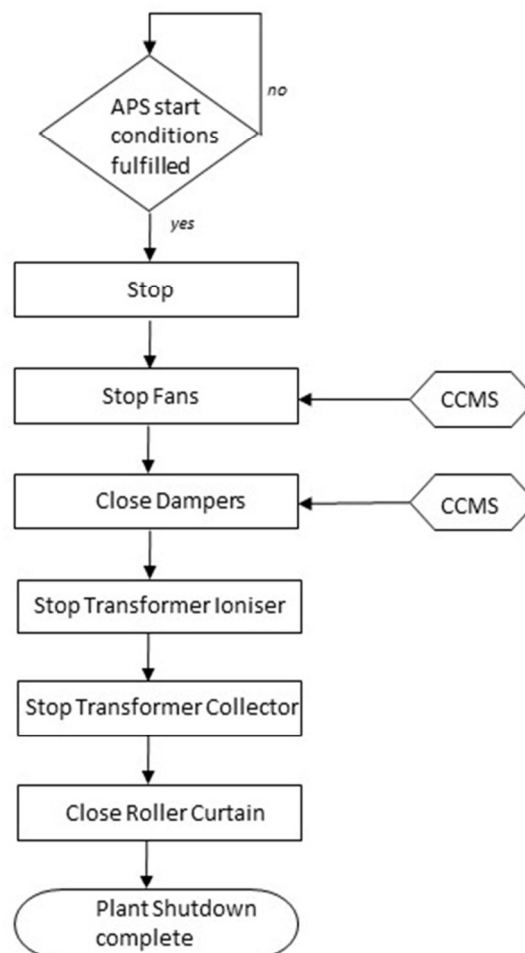 APS start
conditions
fulfilled
no
yes
Stop
Stop Fans
CCMS
Close Dampers
CCMS
Stop Transformer Ioniser
Stop Transformer Collector
Close Roller Curtain
Plant Shutdown
complete